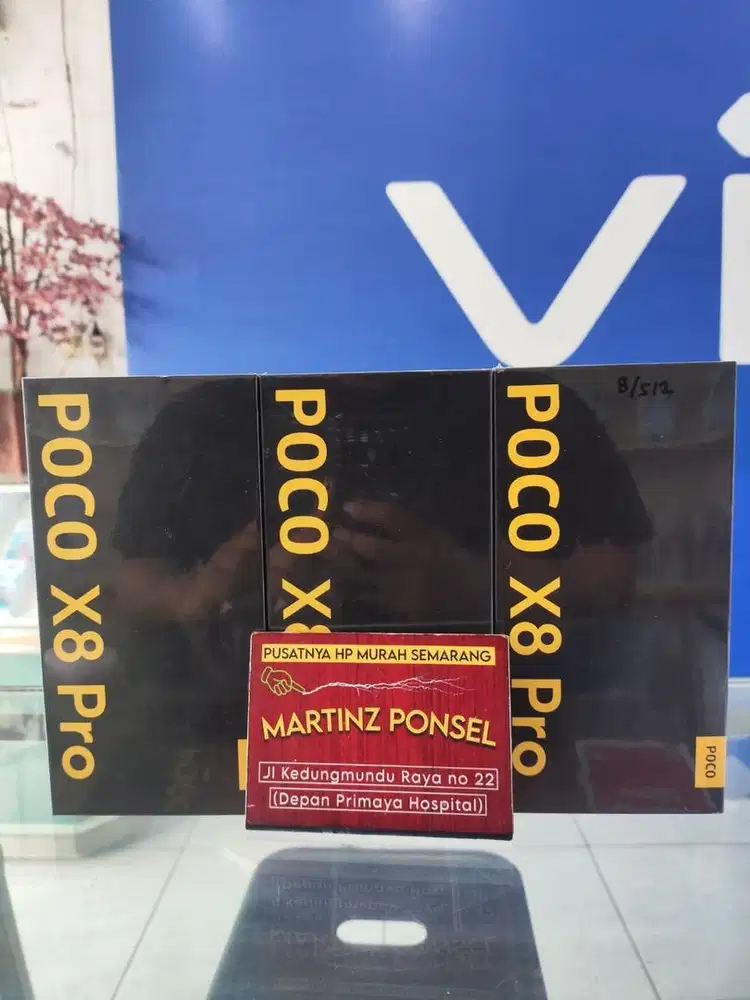 vi
POCO X8 Pro
POCO X8
POCO X8 Pro
8/512
POCO
PUSATNYA HP MURAH SEMARANG
MARTINZ PONSEL
Jl Kedungmundu Raya no 22
(Depan Primaya Hospital)